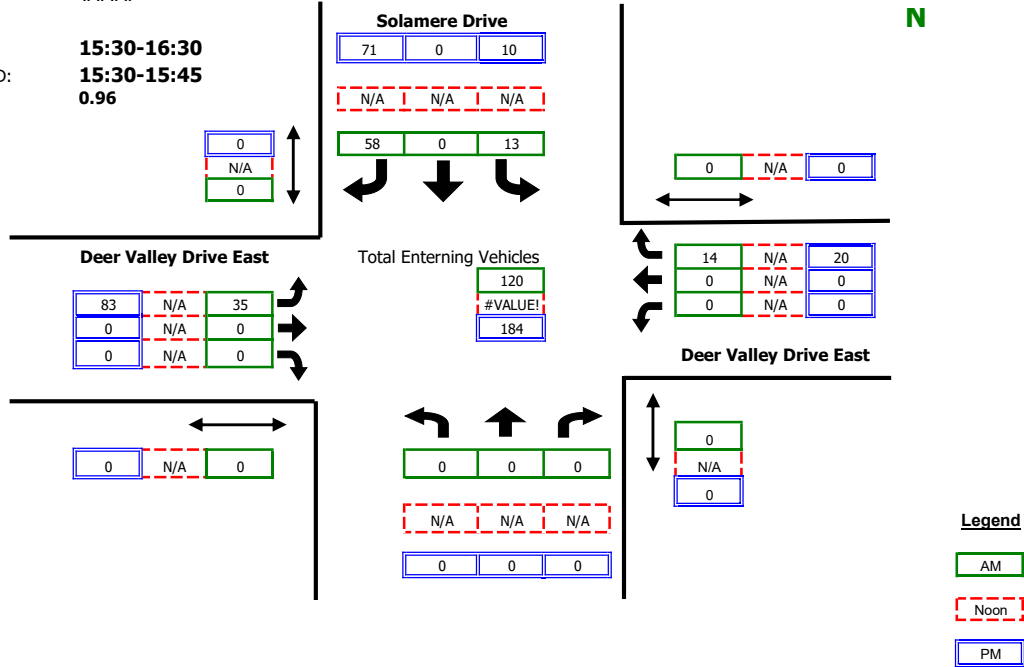 Solamere Drive
N
71 0 10
15:30-16:30
D: 15:30-15:45
0.96
N/A N/A N/A
58 0 13
0
N/A
0
0 N/A 0
Deer Valley Drive East
Total Enterning Vehicles
14 N/A 20
0 N/A 0
0 N/A 0
120
#VALUE!
184
83 N/A 35
0 N/A 0
0 N/A 0
Deer Valley Drive East
0 N/A 0
0 0 0
0
N/A
0
N/A N/A N/A
0 0 0
Legend
AM
Noon
PM